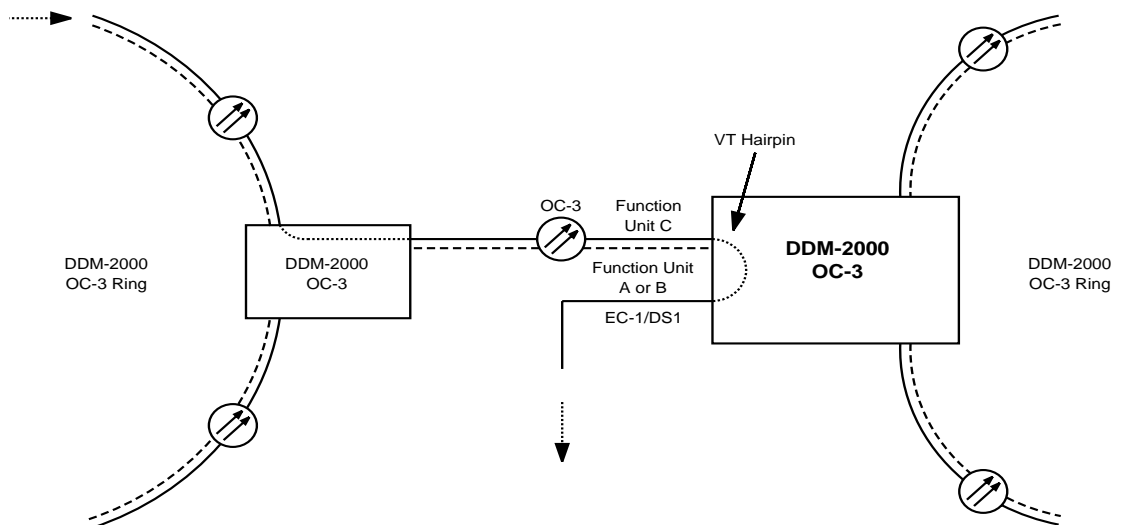 VT Hairpin
OC-3
Function
Unit C
DDM-2000
OC-3 Ring
DDM-2000
OC-3
Function Unit
A or B
EC-1/DS1
DDM-2000
OC-3
DDM-2000
OC-3 Ring